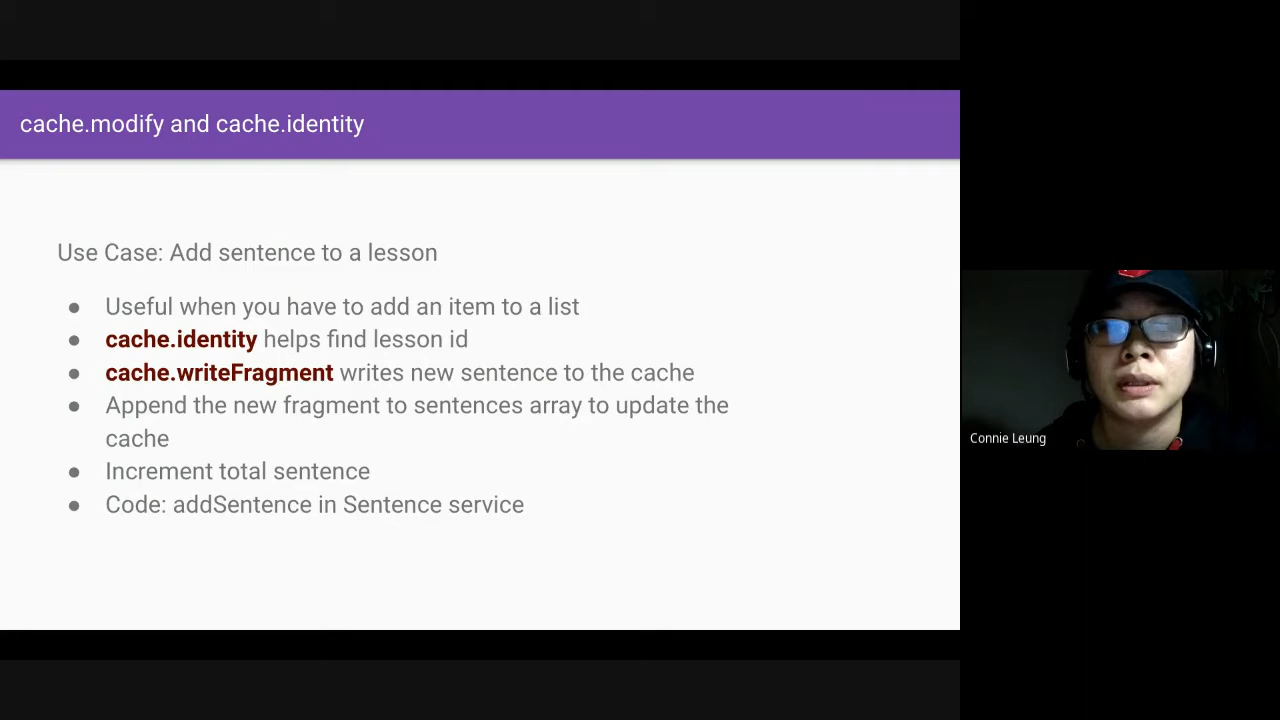 cache.modify and cache.identity
Use Case: Add sentence to a lesson
● Useful when you have to add an item to a list
● cache.identity helps find lesson id
● cache.writeFragment writes new sentence to the cache
● Append the new fragment to sentences array to update the
cache
● Increment total sentence
● Code: addSentence in Sentence service
Connie Leung